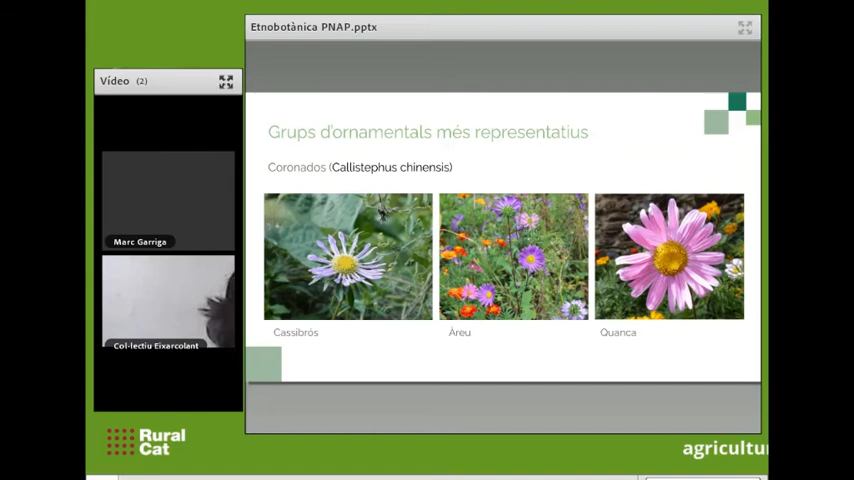 Etnobotànica PNAP.pptx
Vídeo (2)
Grups d'ornamentals més representatius
Coronados (Callistephus chinensis)
Marc Garriga
Cassibrós
Àreu
Quanca
Col·lectiu Eixarcolant
Rural
Cat
agricultu